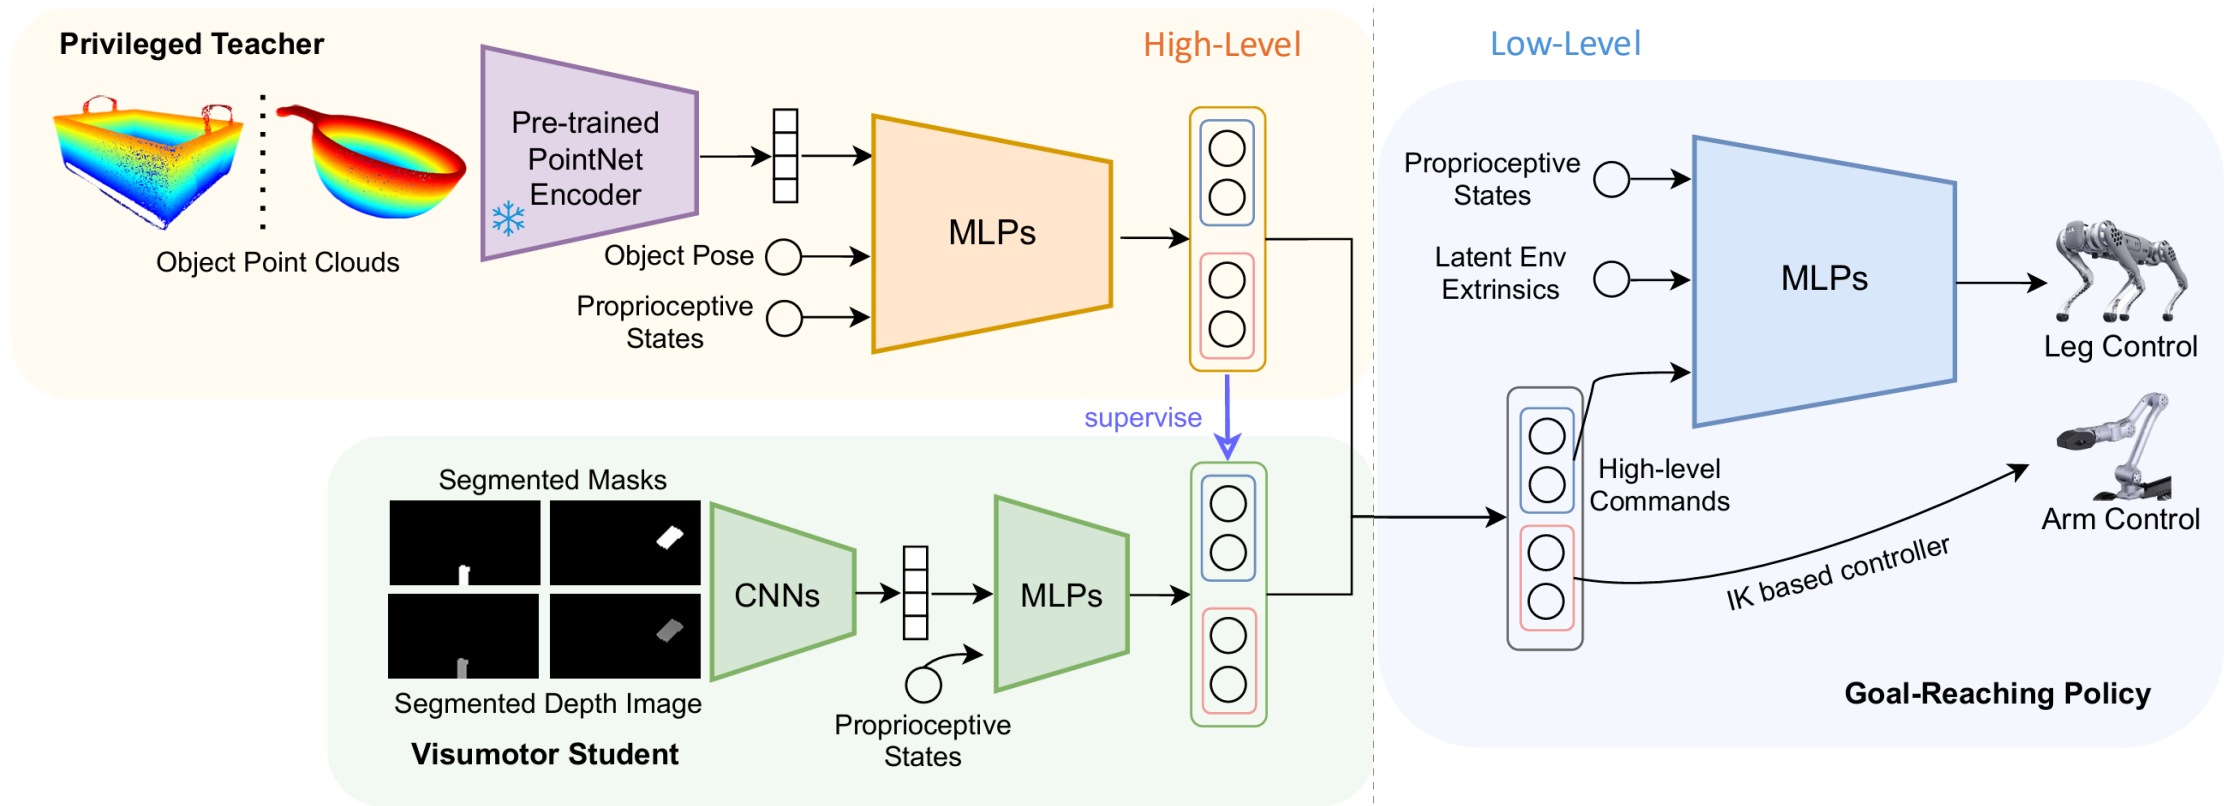 Privileged Teacher
High-Level
Low-Level
Pre-trained
PointNet
Encoder
Object Point Clouds
Object Pose
Proprioceptive
States
MLPs
supervise
Segmented Masks
Segmented Depth Image
CNNs
MLPs
Proprioceptive
States
Visumotor Student
Proprioceptive
States
Latent Env
Extrinsics
MLPs
Leg Control
High-level
Commands
Arm Control
IK based controller
Goal-Reaching Policy